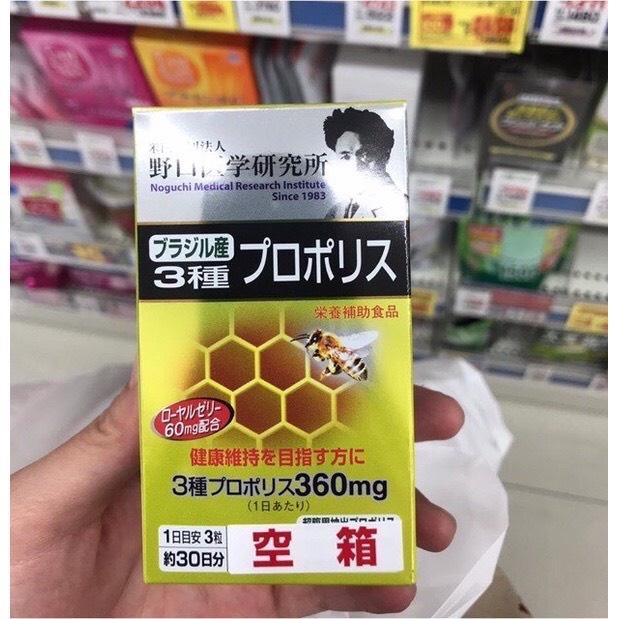 野口医学研究所
Noguchi Medical Research Institute
Since 1983
ブラジル産
3種 プロポリス
栄養補助食品
ローヤルゼリー
60mg配合
健康維持を目指す方に
3種プロポリス360mg
(1日あたり)
1日目安 3粒
約30日分
空 箱